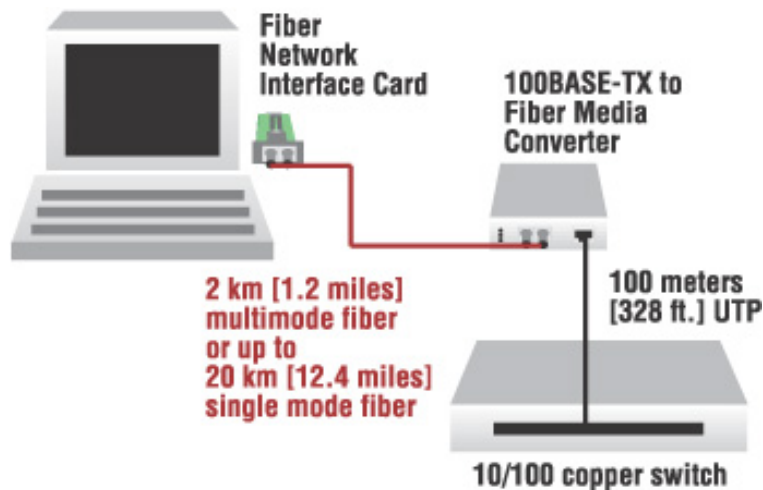 Fiber
Network
Interface Card
100BASE-TX to
Fiber Media
Converter
2 km [1.2 miles]
multimode fiber
or up to
20 km [12.4 miles]
single mode fiber
100 meters
[328 ft.] UTP
10/100 copper switch